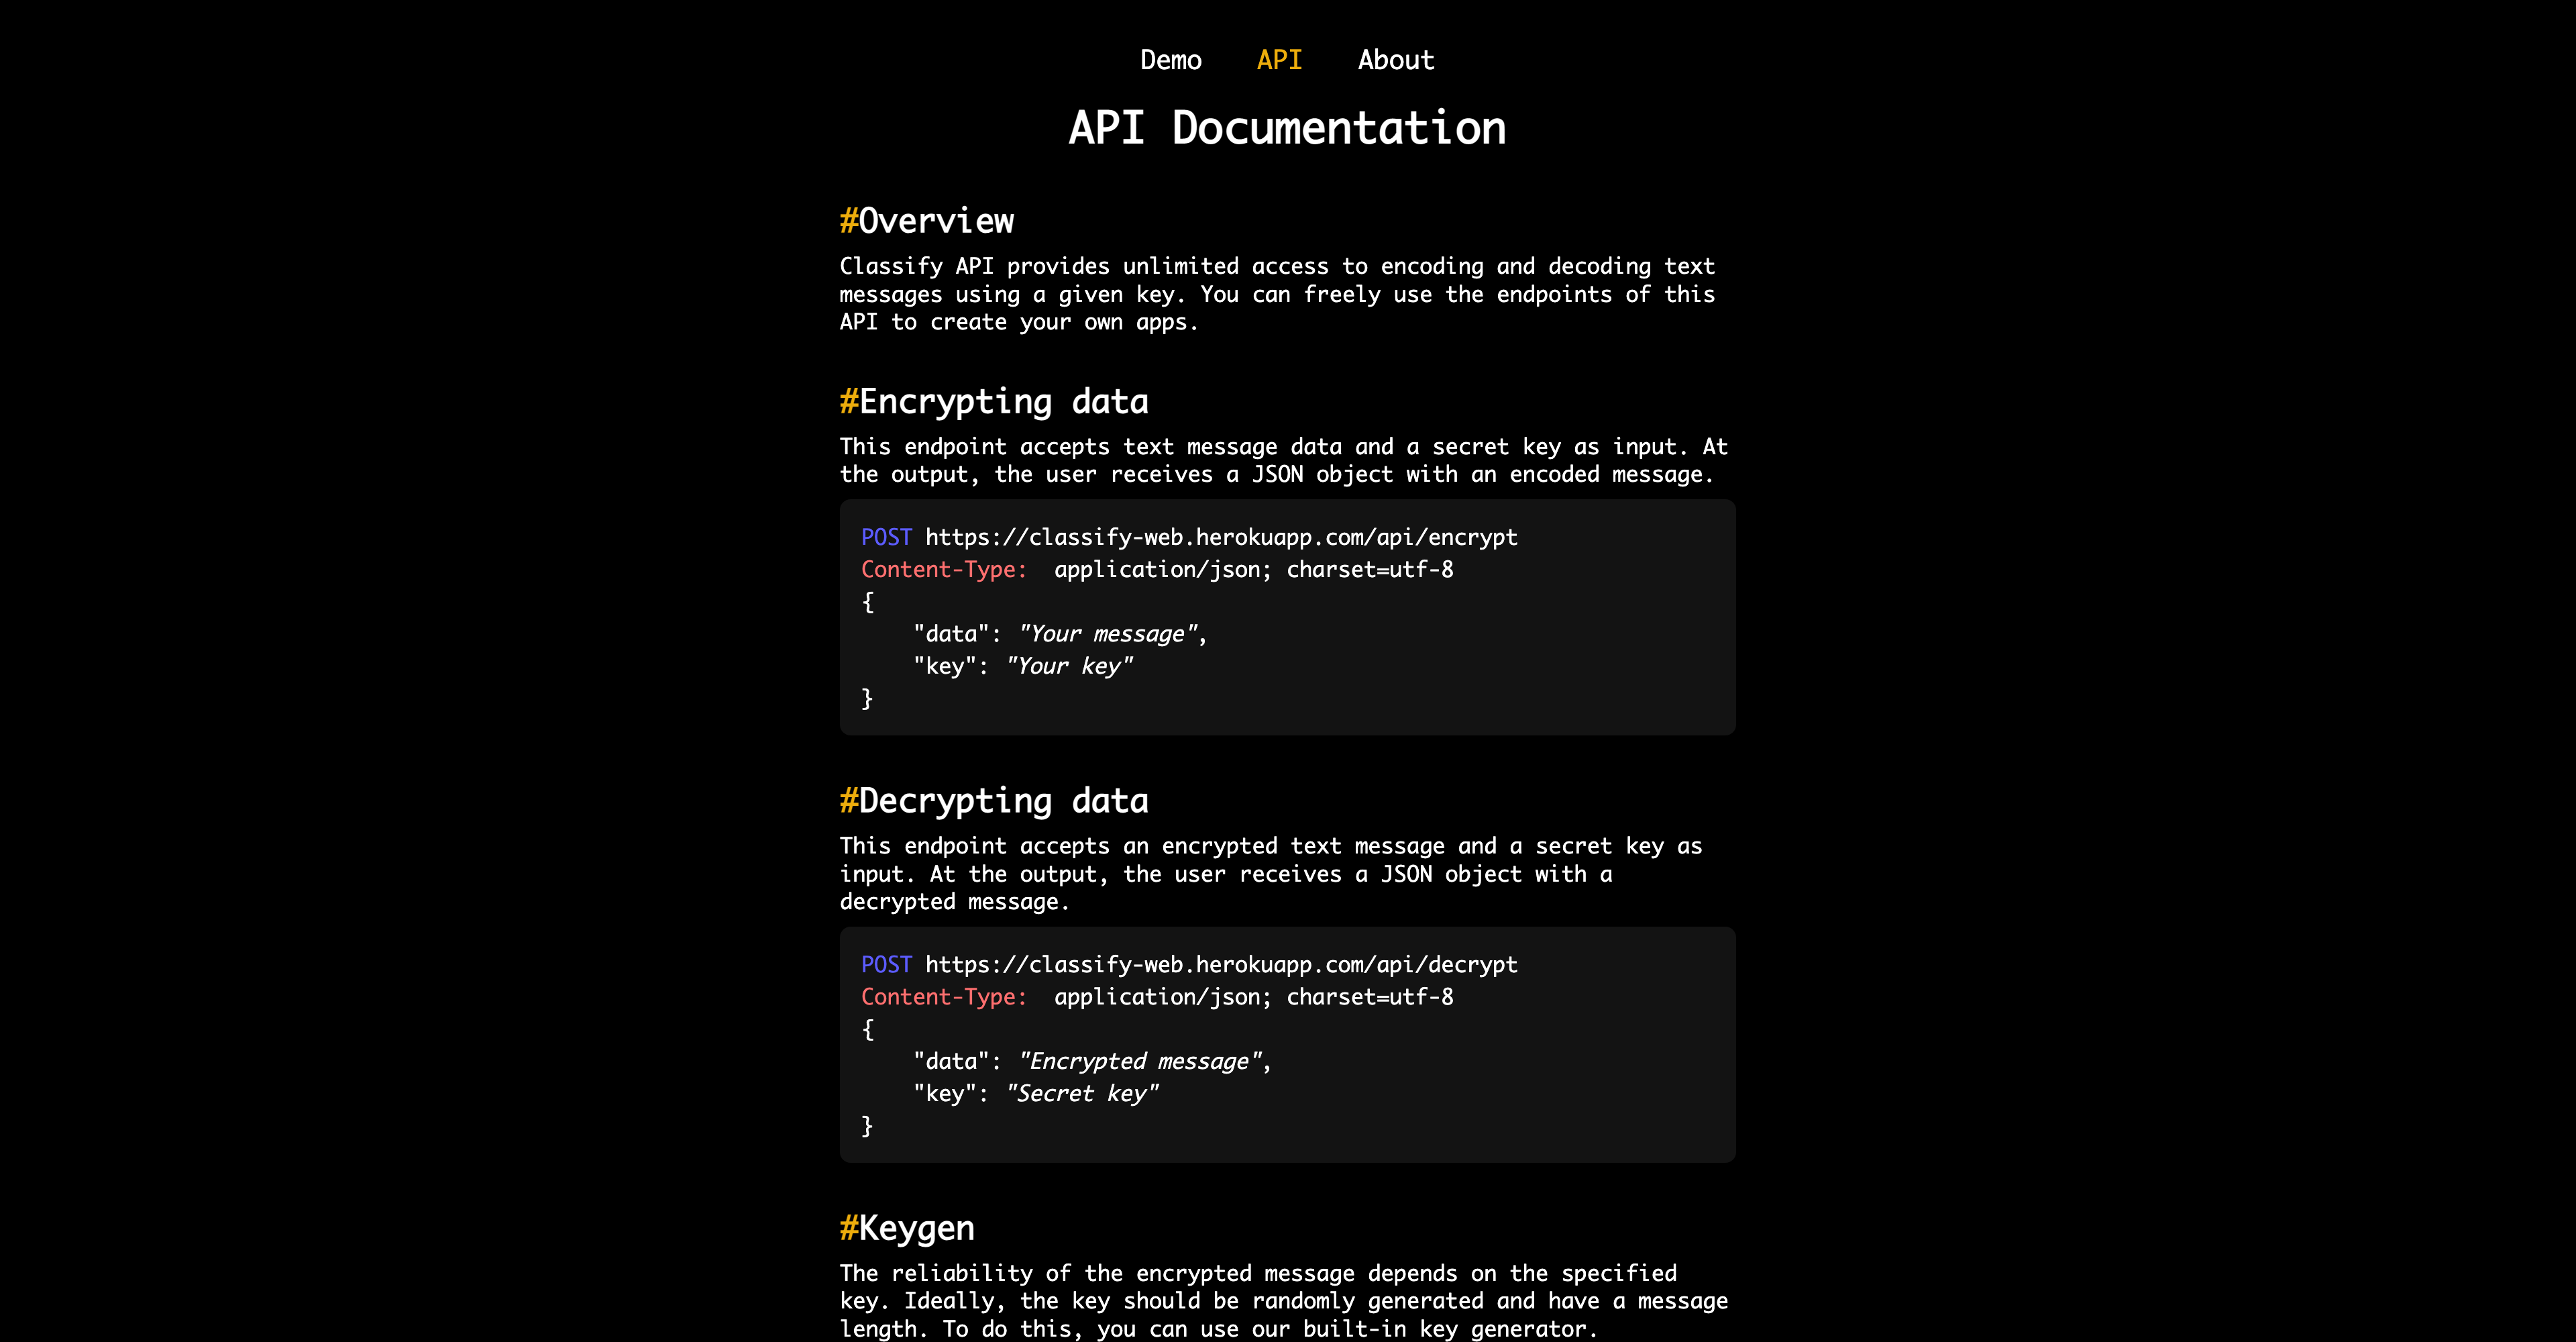 Demo API About
API Documentation
#Overview
Classify API provides unlimited access to encoding and decoding text
messages using a given key. You can freely use the endpoints of this
API to create your own apps.
#Encrypting data
This endpoint accepts text message data and a secret key as input. At
the output, the user receives a JSON object with an encoded message.
POST https://classify-web.herokuapp.com/api/encrypt
Content-Type:  application/json; charset=utf-8
{
    "data": "Your message",
    "key": "Your key"
}
#Decrypting data
This endpoint accepts an encrypted text message and a secret key as
input. At the output, the user receives a JSON object with a
decrypted message.
POST https://classify-web.herokuapp.com/api/decrypt
Content-Type:  application/json; charset=utf-8
{
    "data": "Encrypted message",
    "key": "Secret key"
}
#Keygen
The reliability of the encrypted message depends on the specified
key. Ideally, the key should be randomly generated and have a message
length. To do this, you can use our built-in key generator.